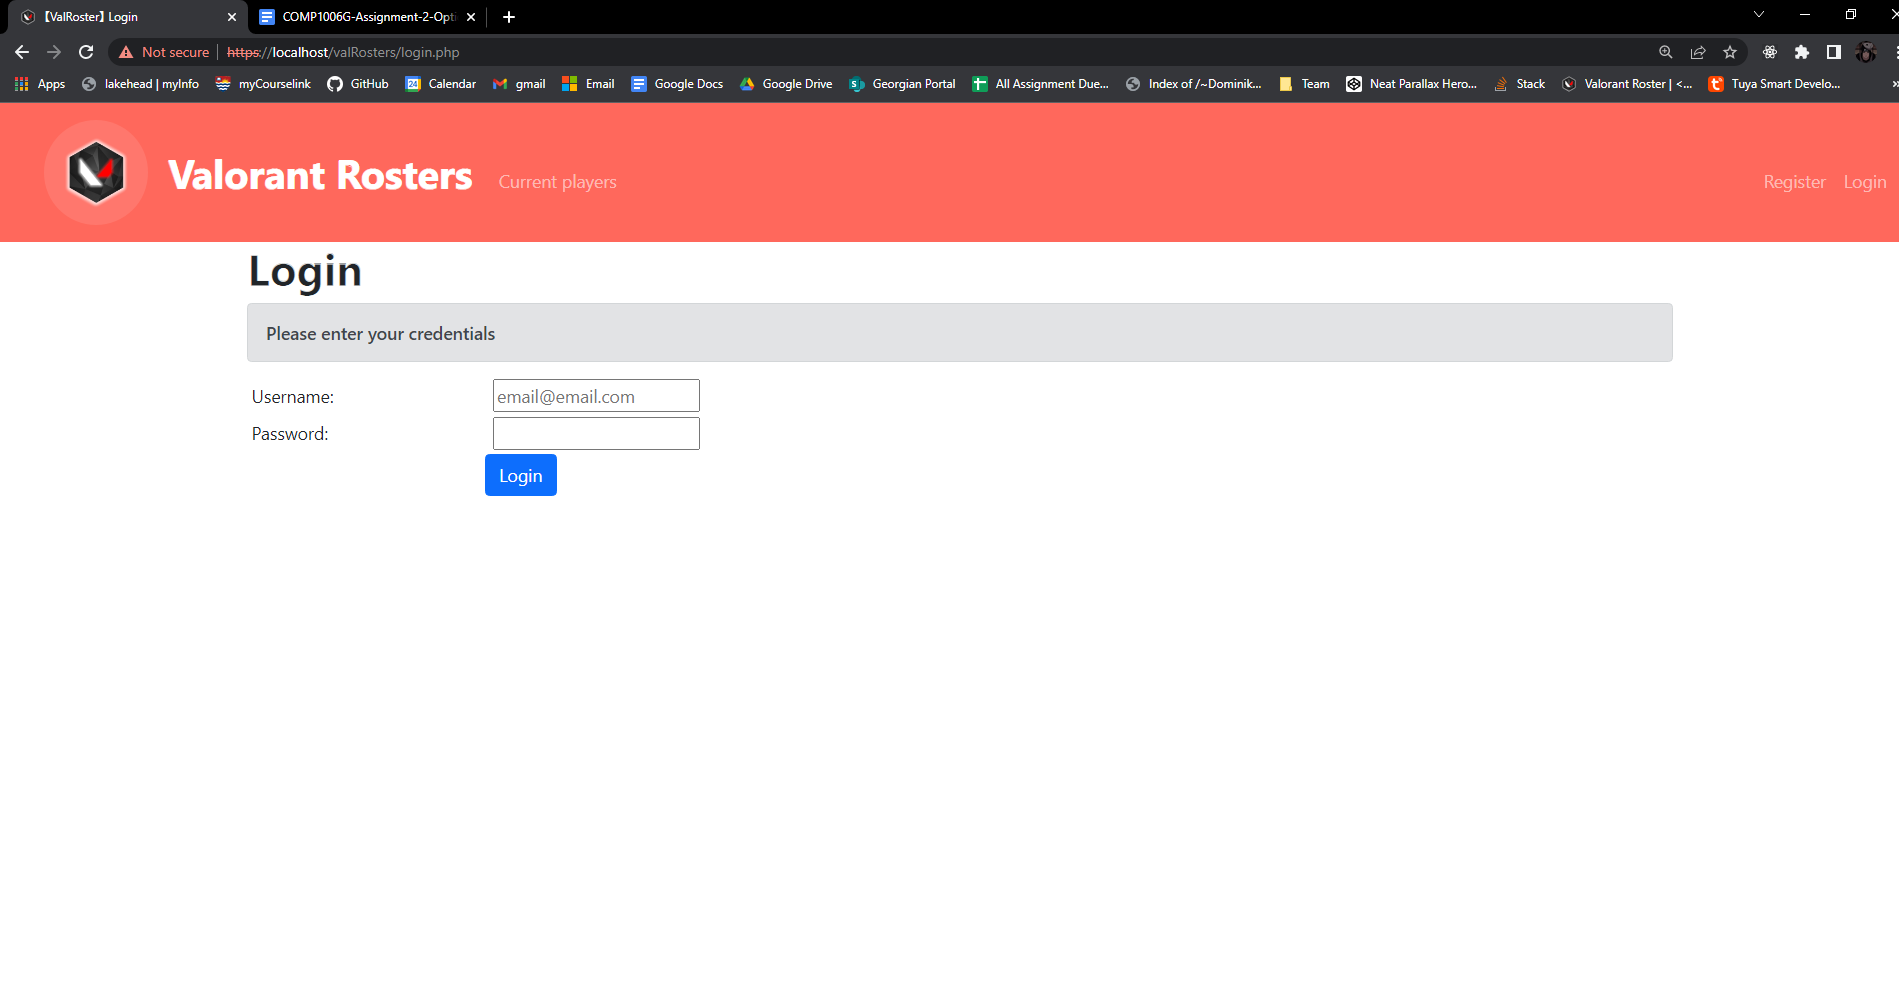 【ValRoster】Login COMP1006G-Assignment-2-Opti
Not secure https://localhost/valRosters/login.php
Apps lakehead | myInfo myCourselink GitHub Calendar gmail Email Google Docs Google Drive Georgian Portal All Assignment Due... Index of /~Dominik... Team Neat Parallax Hero... Stack Valorant Roster | <... Tuya Smart Develo... »
Valorant Rosters Current players Register Login
Login
Please enter your credentials
Username: email@email.com
Password:
Login